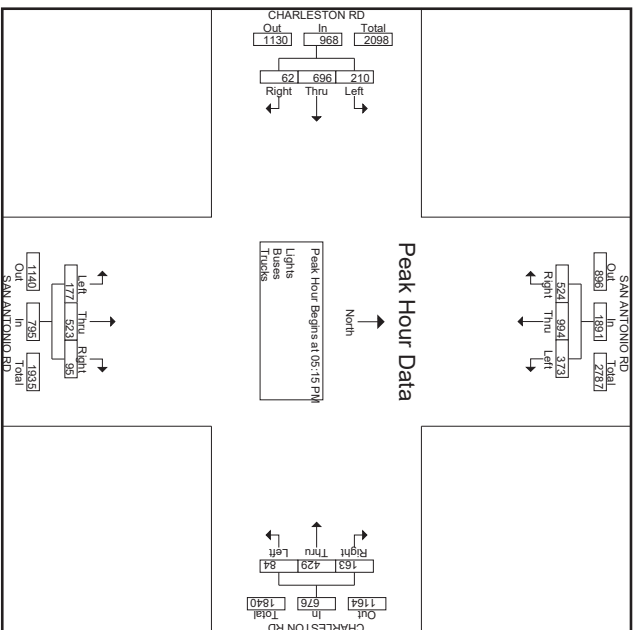 CHARLESTON RD
Out In Total
1130 968 2098
62 696 210
Right Thru Left
Peak Hour Data
North
Peak Hour Begins at 05:15 PM
Lights
Buses
Trucks
SAN ANTONIO RD
Out In Total
896 1891 2787
524 994 373
Right Thru Left
Left Thru Right
177 523 95
1140 795 1935
Out In Total
SAN ANTONIO RD
Left Thru Right
84 429 163
1840 676 1164
Total In Out
CHARLESTON RD